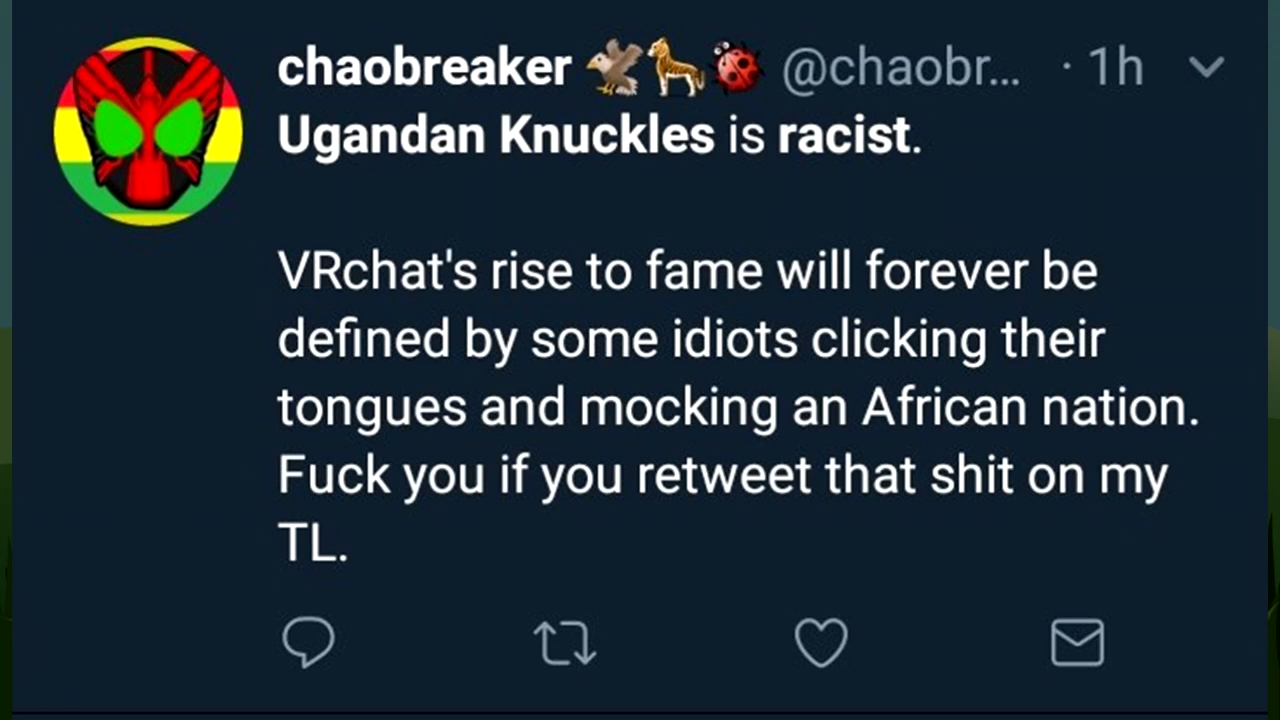 chaobreaker 🦅🐅🐞 @chaobr... · 1h
Ugandan Knuckles is racist.
VRchat's rise to fame will forever be
defined by some idiots clicking their
tongues and mocking an African nation.
Fuck you if you retweet that shit on my
TL.